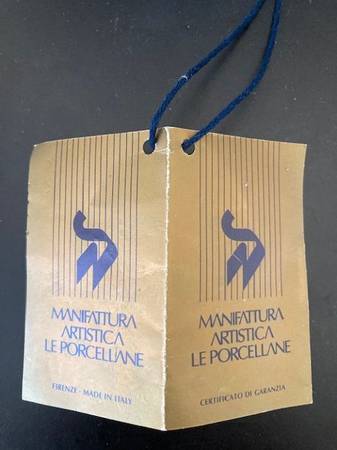 MANIFATTURA
ARTISTICA
LE PORCELLANE
FIRENZE - MADE IN ITALY
MANIFATTURA
ARTISTICA
LE PORCELLANE
CERTIFICATO DI GARANZIA